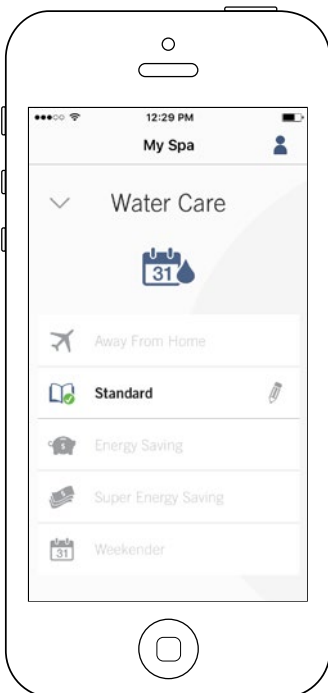 12:29 PM
My Spa
Water Care
31
Away From Home
Standard
$
Energy Saving
Super Energy Saving
31
Weekender